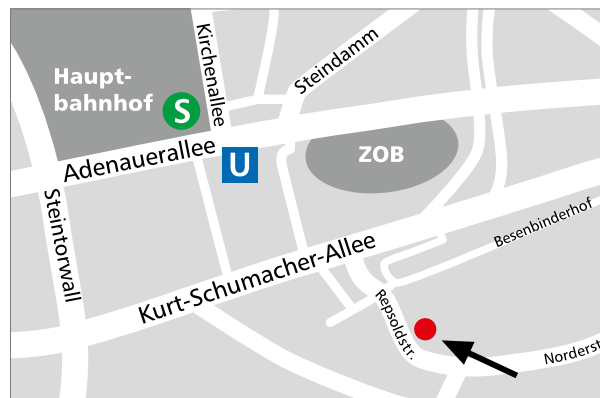 Kirchenallee
Steindamm
Haupt-
bahnhof
S
Adenauerallee
U
ZOB
Steintorwall
Besenbinderhof
Kurt-Schumacher-Allee
Repsoldstr.
Norderst